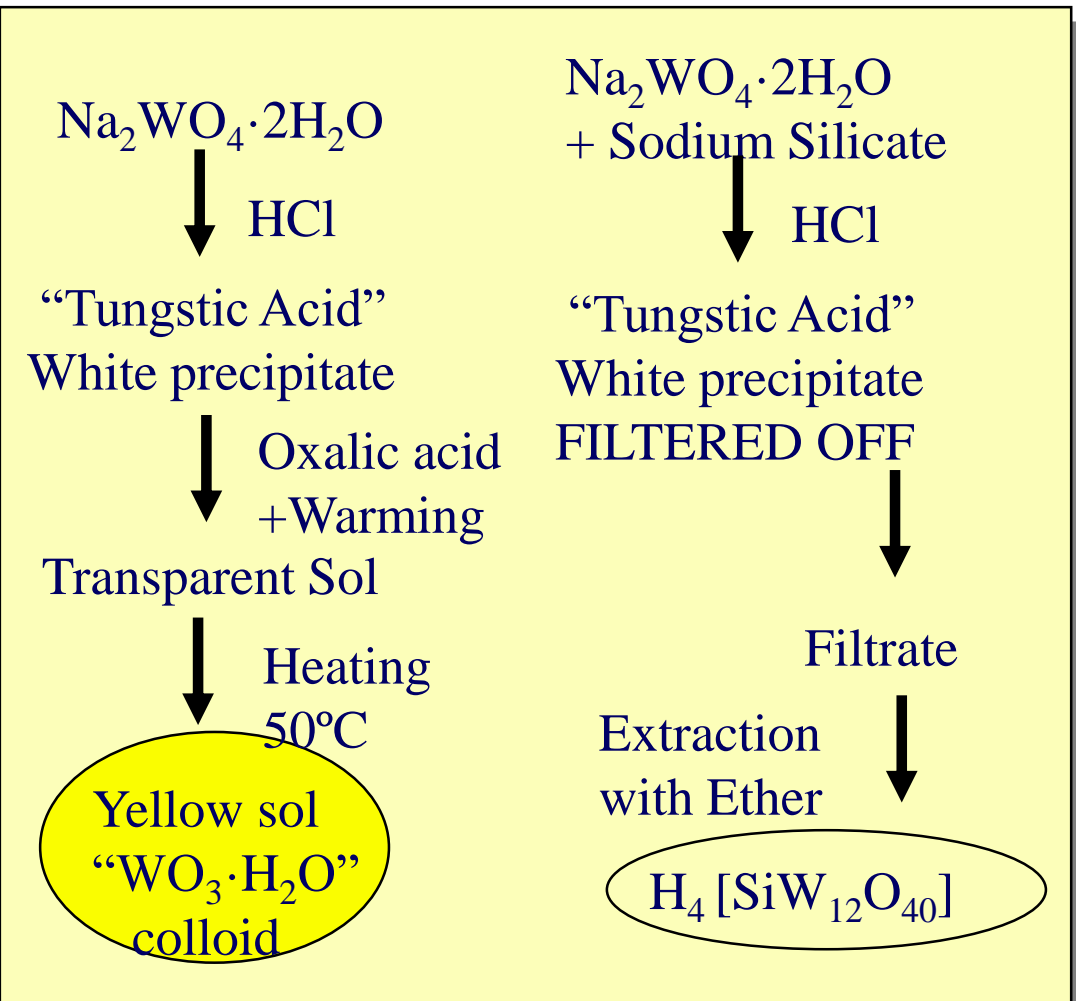 Na₂WO₄·2H₂O
HCl
“Tungstic Acid”
White precipitate
Oxalic acid
+Warming
Transparent Sol
Heating
50ºC
Yellow sol
“WO₃·H₂O”
colloid
Na₂WO₄·2H₂O
+ Sodium Silicate
HCl
“Tungstic Acid”
White precipitate
FILTERED OFF
Filtrate
Extraction
with Ether
H₄ [SiW₁₂O₄₀]